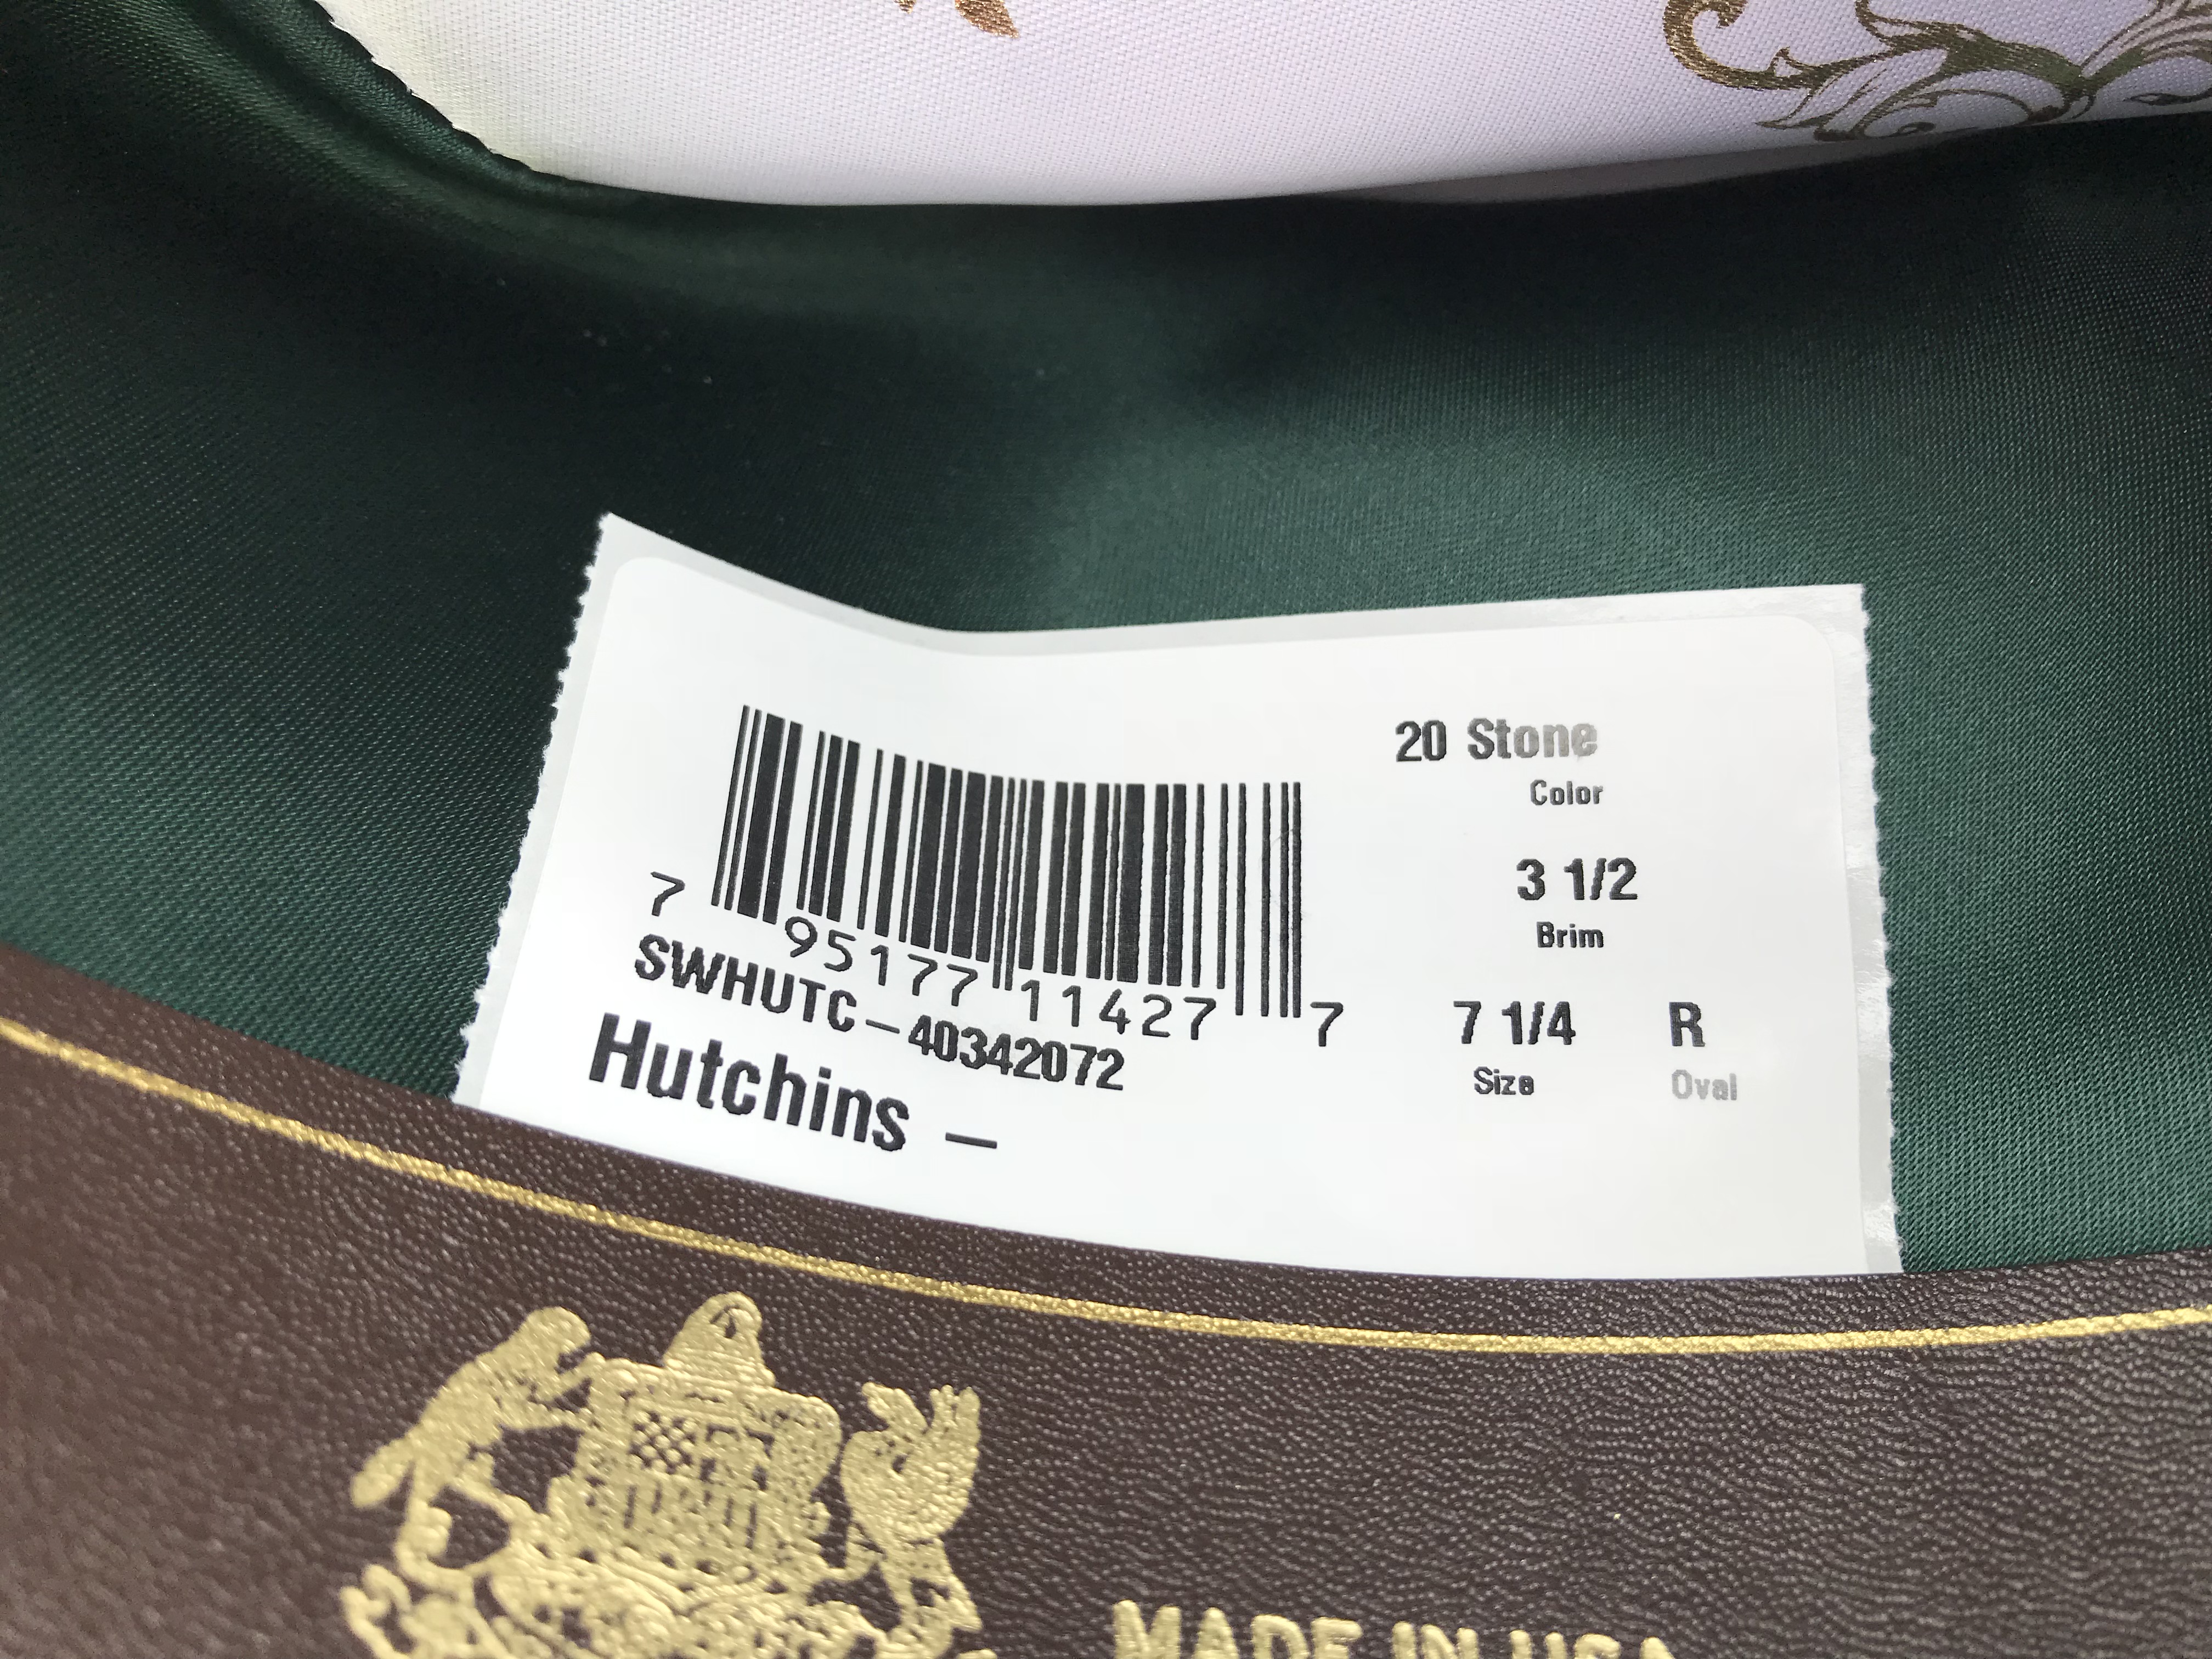 20 Stone
Color
3 1/2
Brim
7 95177 11427 7
SWHUTC-40342072
7 1/4 R
Size Oval
Hutchins -
MADE IN USA